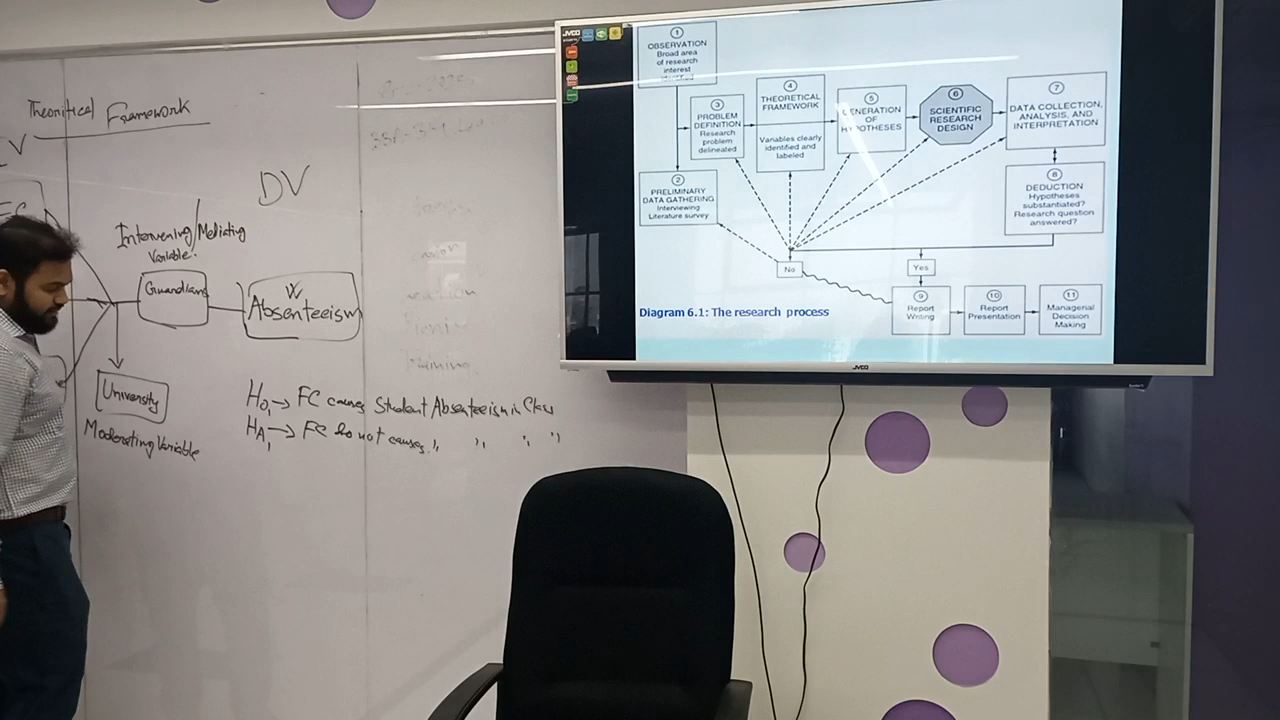 Theoritical Framework
DV
Intervening/Mediating
Variable.
Guardians
Absenteeism
University
Moderating Variable
H₀₁→ FC causes Student Absenteeism in Class
Hᴀ₁→ FC do not causes " " " "
Training
JVCO
1
OBSERVATION
Broad area
of research
interest
2
PRELIMINARY
DATA GATHERING
Interviewing
Literature survey
3
PROBLEM
DEFINITION
Research
problem
delineated
4
THEORETICAL
FRAMEWORK
Variables clearly
identified and
labeled
5
GENERATION
OF
HYPOTHESES
6
SCIENTIFIC
RESEARCH
DESIGN
7
DATA COLLECTION,
ANALYSIS, AND
INTERPRETATION
8
DEDUCTION
Hypotheses
substantiated?
Research question
answered?
No
Yes
9
Report
Writing
10
Report
Presentation
11
Managerial
Decision
Making
Diagram 6.1: The research process
JVCO